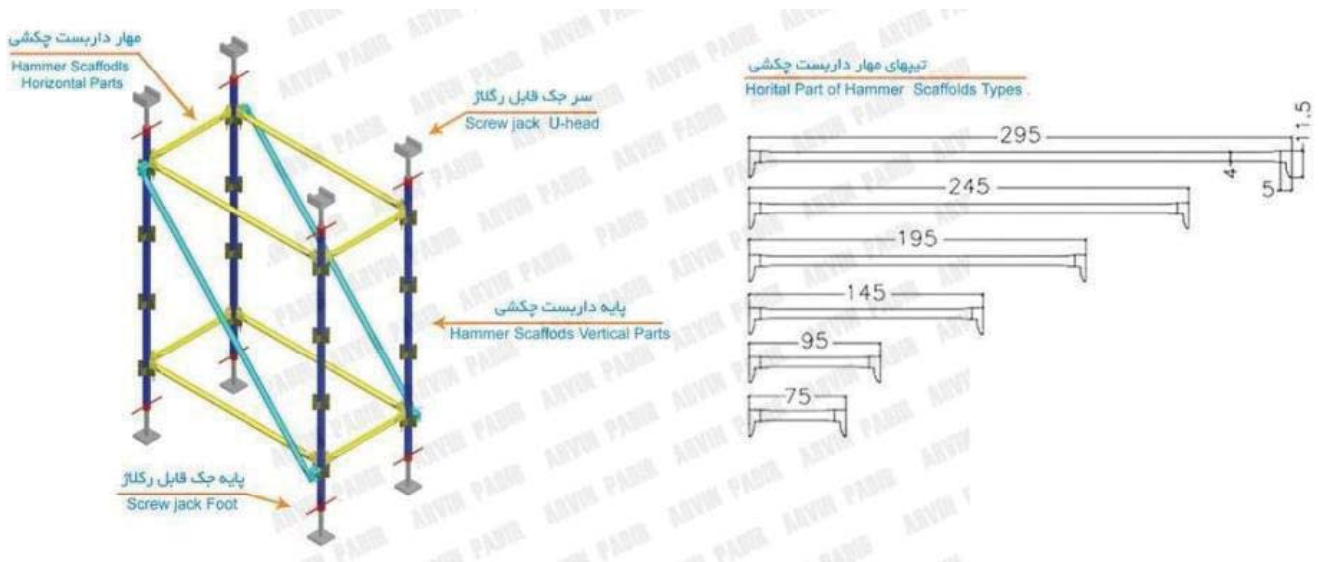 مهار داربست چکشی
Hammer Scaffodls
Horizontal Parts
سر جک قابل رگلاژ
Screw jack U-head
پایه داربست چکشی
Hammer Scaffods Vertical Parts
پایه جک قابل رگلاژ
Screw jack Foot
تیپهای مهار داربست چکشی
Horital Part of Hammer Scaffolds Types .
295
11.5
4
5
245
195
145
95
75
ARVIN PADIR